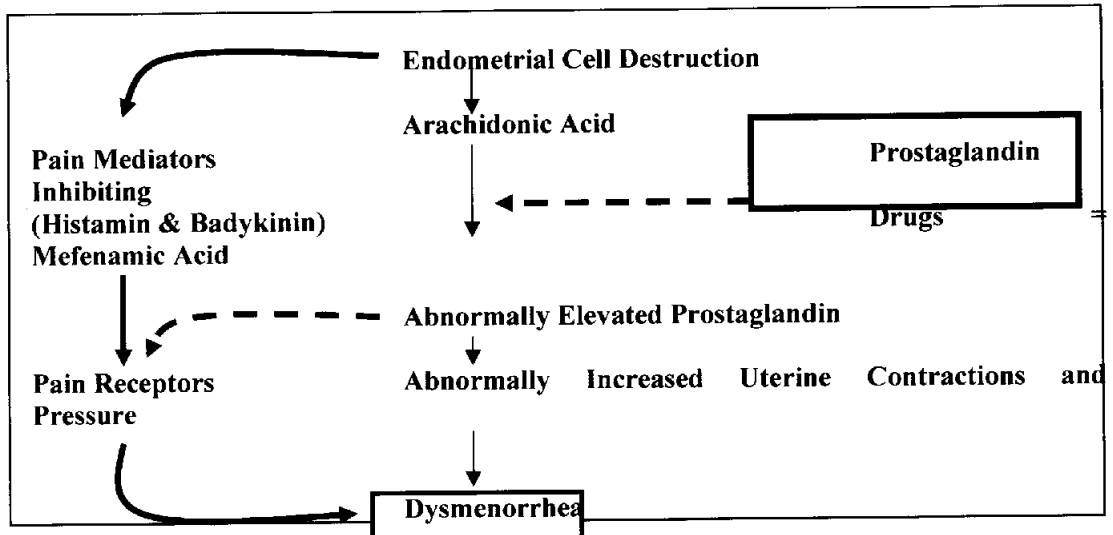 Endometrial Cell Destruction
Arachidonic Acid
Prostaglandin
Pain Mediators
Inhibiting
(Histamin & Badykinin)
Drugs =
Mefenamic Acid
Abnormally Elevated Prostaglandin
Pain Receptors Abnormally Increased Uterine Contractions and
Pressure
Dysmenorrhea